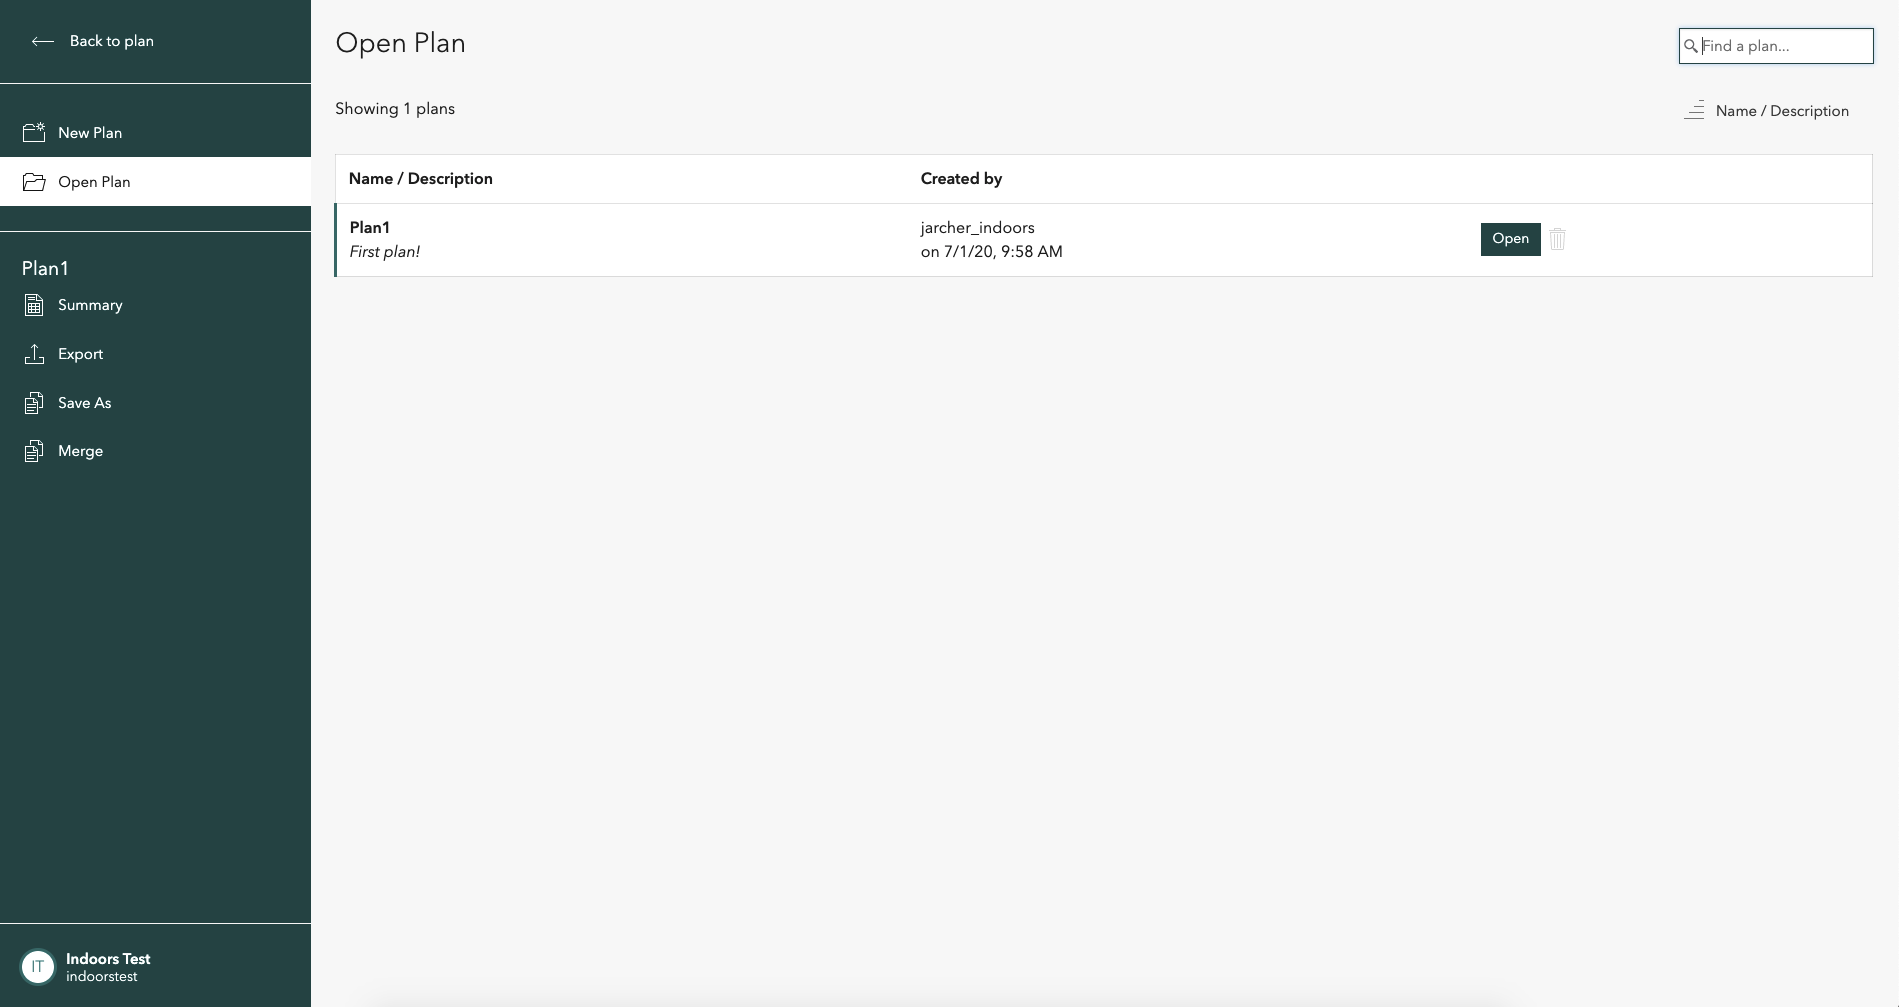 Back to plan
New Plan
Open Plan
Plan1
Summary
Export
Save As
Merge
IT
Indoors Test
indoorstest
Open Plan
Find a plan...
Showing 1 plans
Name / Description
Name / Description Created by
Plan1 jarcher_indoors
First plan! on 7/1/20, 9:58 AM
Open